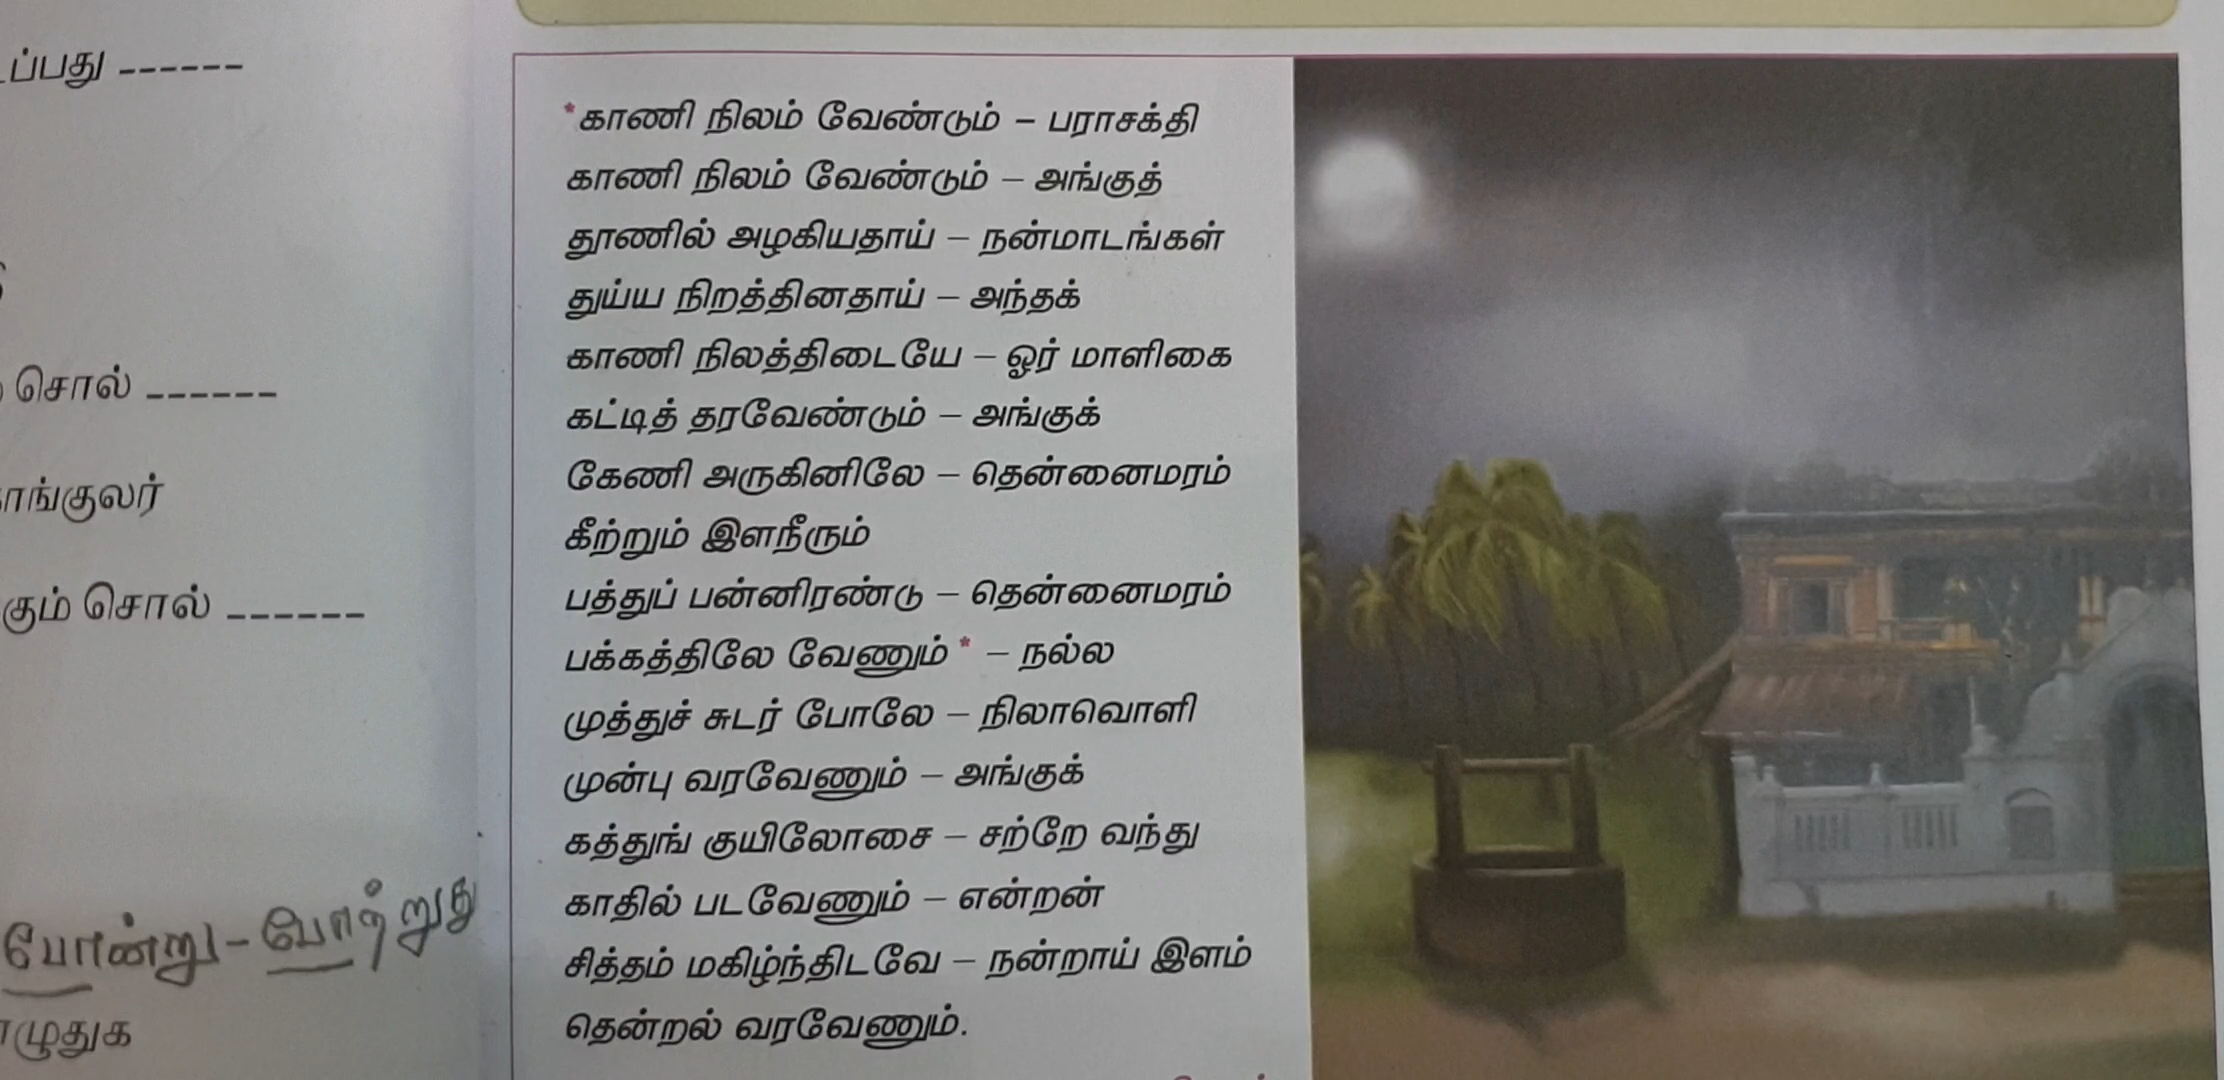 சொல் ------
கும் சொல் ------
போன்று - போற்று
*காணி நிலம் வேண்டும் – பராசக்தி
காணி நிலம் வேண்டும் – அங்குத்
தூணில் அழகியதாய் – நன்மாடங்கள்
துய்ய நிறத்தினதாய் – அந்தக்
காணி நிலத்திடையே – ஓர் மாளிகை
கட்டித் தரவேண்டும் – அங்குக்
கேணி அருகினிலே – தென்னைமரம்
கீற்றும் இளநீரும்
பத்துப் பன்னிரண்டு – தென்னைமரம்
பக்கத்திலே வேணும்* – நல்ல
முத்துச் சுடர் போலே – நிலாவொளி
முன்பு வரவேணும் – அங்குக்
கத்துங் குயிலோசை – சற்றே வந்து
காதில் படவேணும் – என்றன்
சித்தம் மகிழ்ந்திடவே – நன்றாய் இளம்
தென்றல் வரவேணும்.